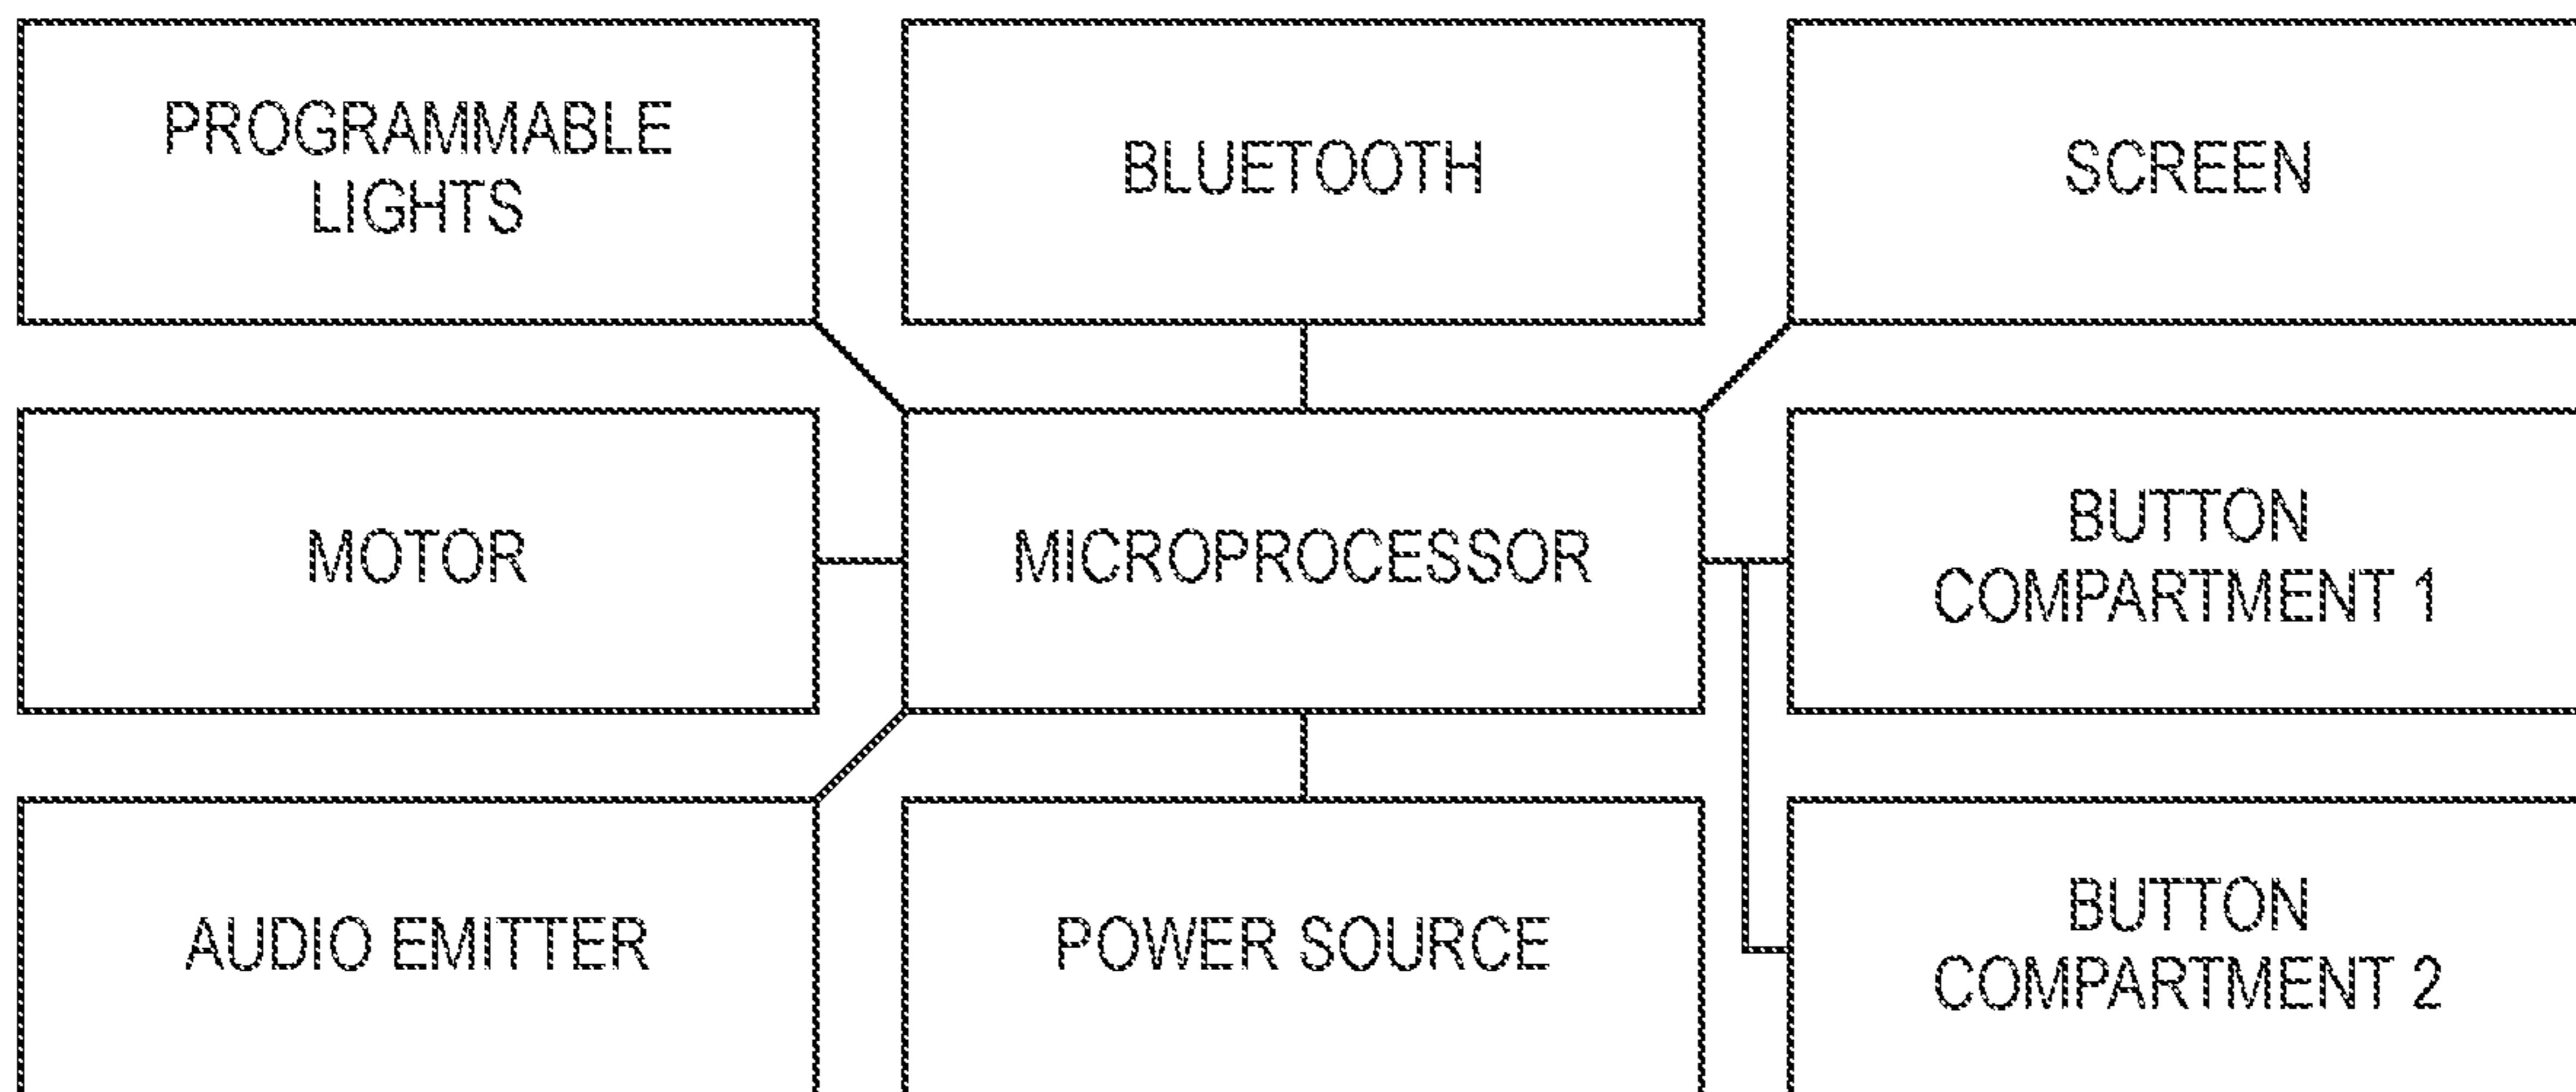 PROGRAMMABLE
LIGHTS
BLUETOOTH
SCREEN
MOTOR
MICROPROCESSOR
BUTTON
COMPARTMENT 1
AUDIO EMITTER
POWER SOURCE
BUTTON
COMPARTMENT 2